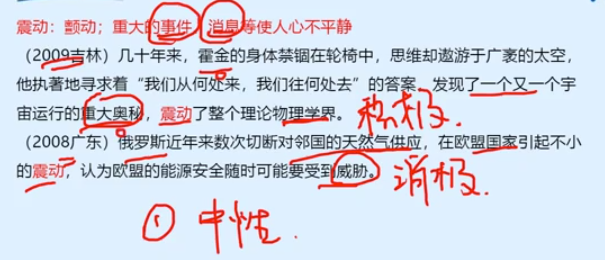 震动：颤动；重大的事件，消息等使人心不平静
（2009吉林）几十年来，霍金的身体禁锢在轮椅中，思维却遨游于广袤的太空，
他执著地寻求着“我们从何处来，我们往何处去”的答案，发现了一个又一个宇
宙运行的重大奥秘，震动了整个理论物理学界。
积极.
（2008广东）俄罗斯近年来数次切断对邻国的天然气供应，在欧盟国家引起不小
的震动，认为欧盟的能源安全随时可能要受到威胁。
消极.
① 中性.